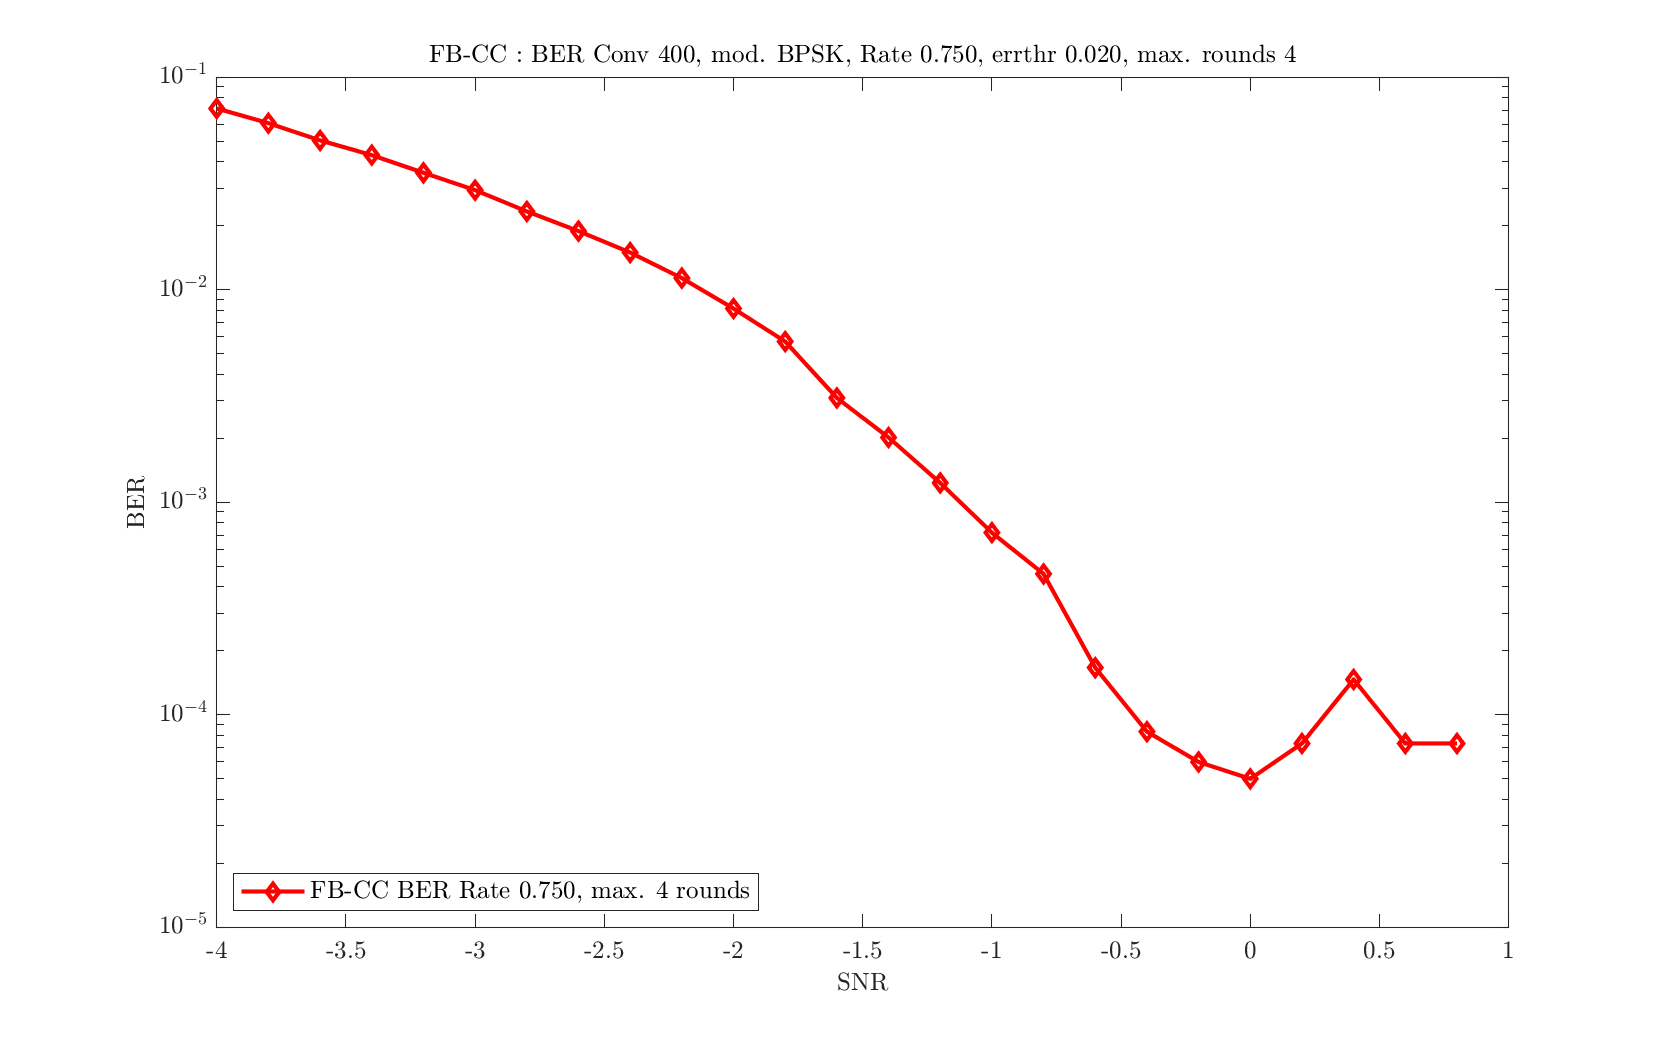 FB-CC : BER Conv 400, mod. BPSK, Rate 0.750, errthr 0.020, max. rounds 4
10^-1
10^-2
10^-3
10^-4
10^-5
BER
FB-CC BER Rate 0.750, max. 4 rounds
-4 -3.5 -3 -2.5 -2 -1.5 -1 -0.5 0 0.5 1
SNR